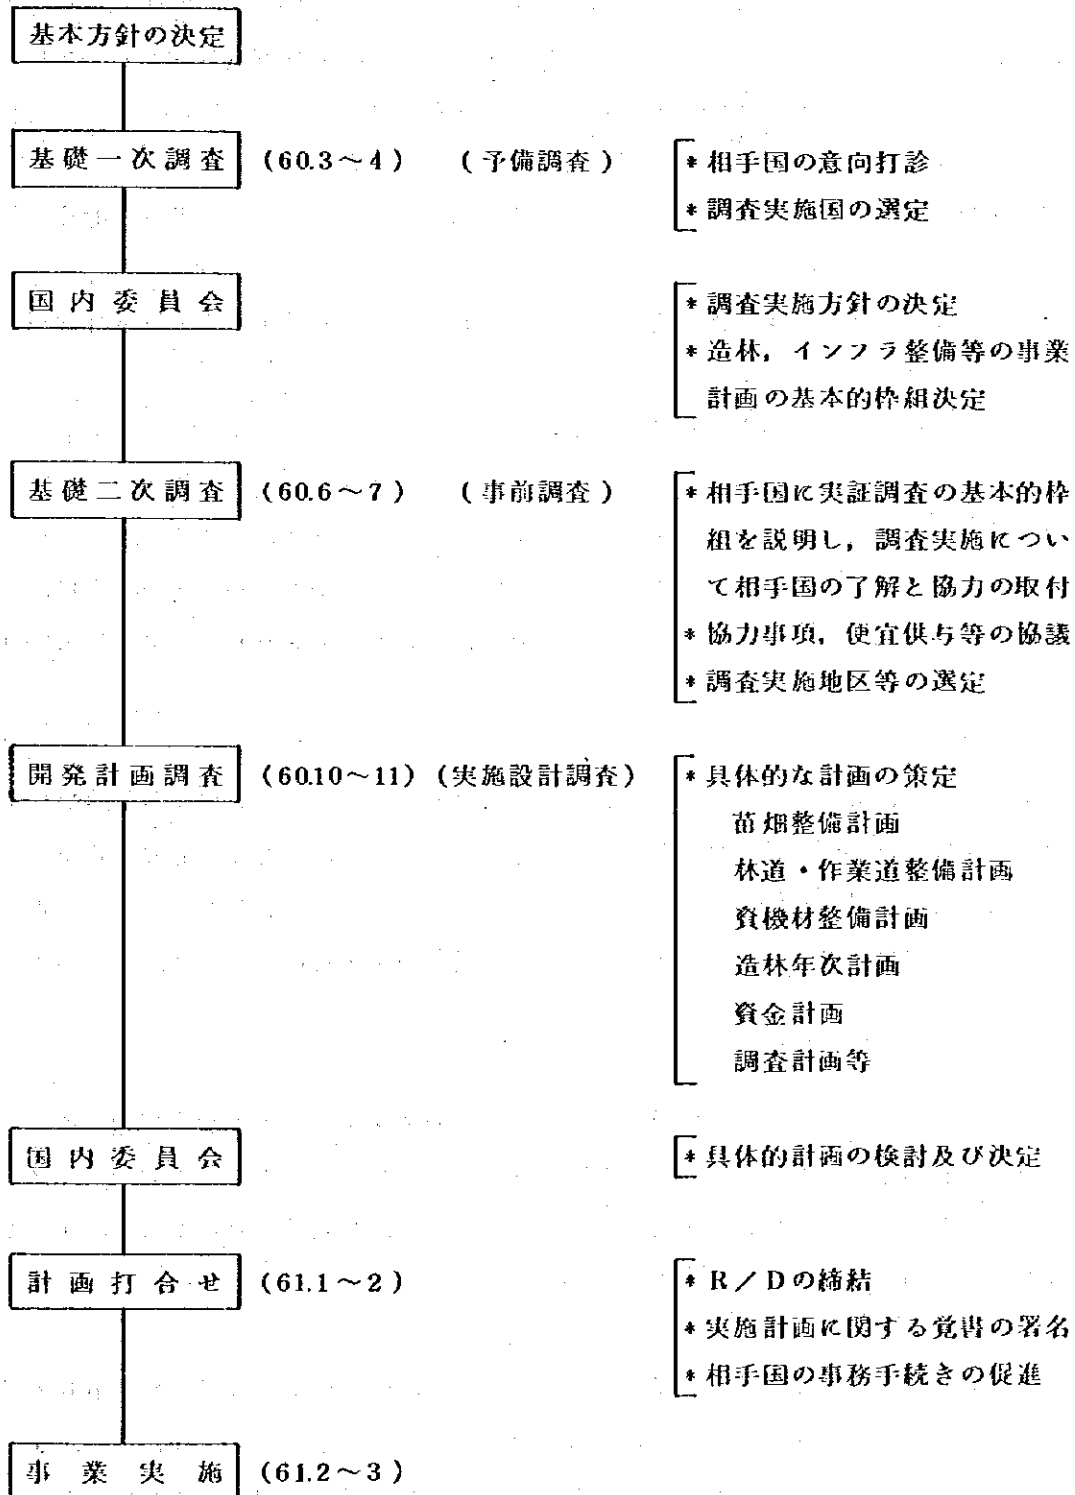 基本方針の決定
基礎一次調査 (60.3～4) (予備調査) * 相手国の意向打診
* 調査実施国の選定
国内委員会 * 調査実施方針の決定
* 造林，インフラ整備等の事業
計画の基本的枠組決定
基礎二次調査 (60.6～7) (事前調査) * 相手国に実証調査の基本的枠
組を説明し，調査実施につい
て相手国の了解と協力の取付
* 協力事項，便宜供与等の協議
* 調査実施地区等の選定
開発計画調査 (60.10～11) (実施設計調査) * 具体的な計画の策定
苗畑整備計画
林道・作業道整備計画
資機材整備計画
造林年次計画
資金計画
調査計画等
国内委員会 * 具体的計画の検討及び決定
計画打合せ (61.1～2) * R／Dの締結
* 実施計画に関する覚書の署名
* 相手国の事務手続きの促進
事業実施 (61.2～3)